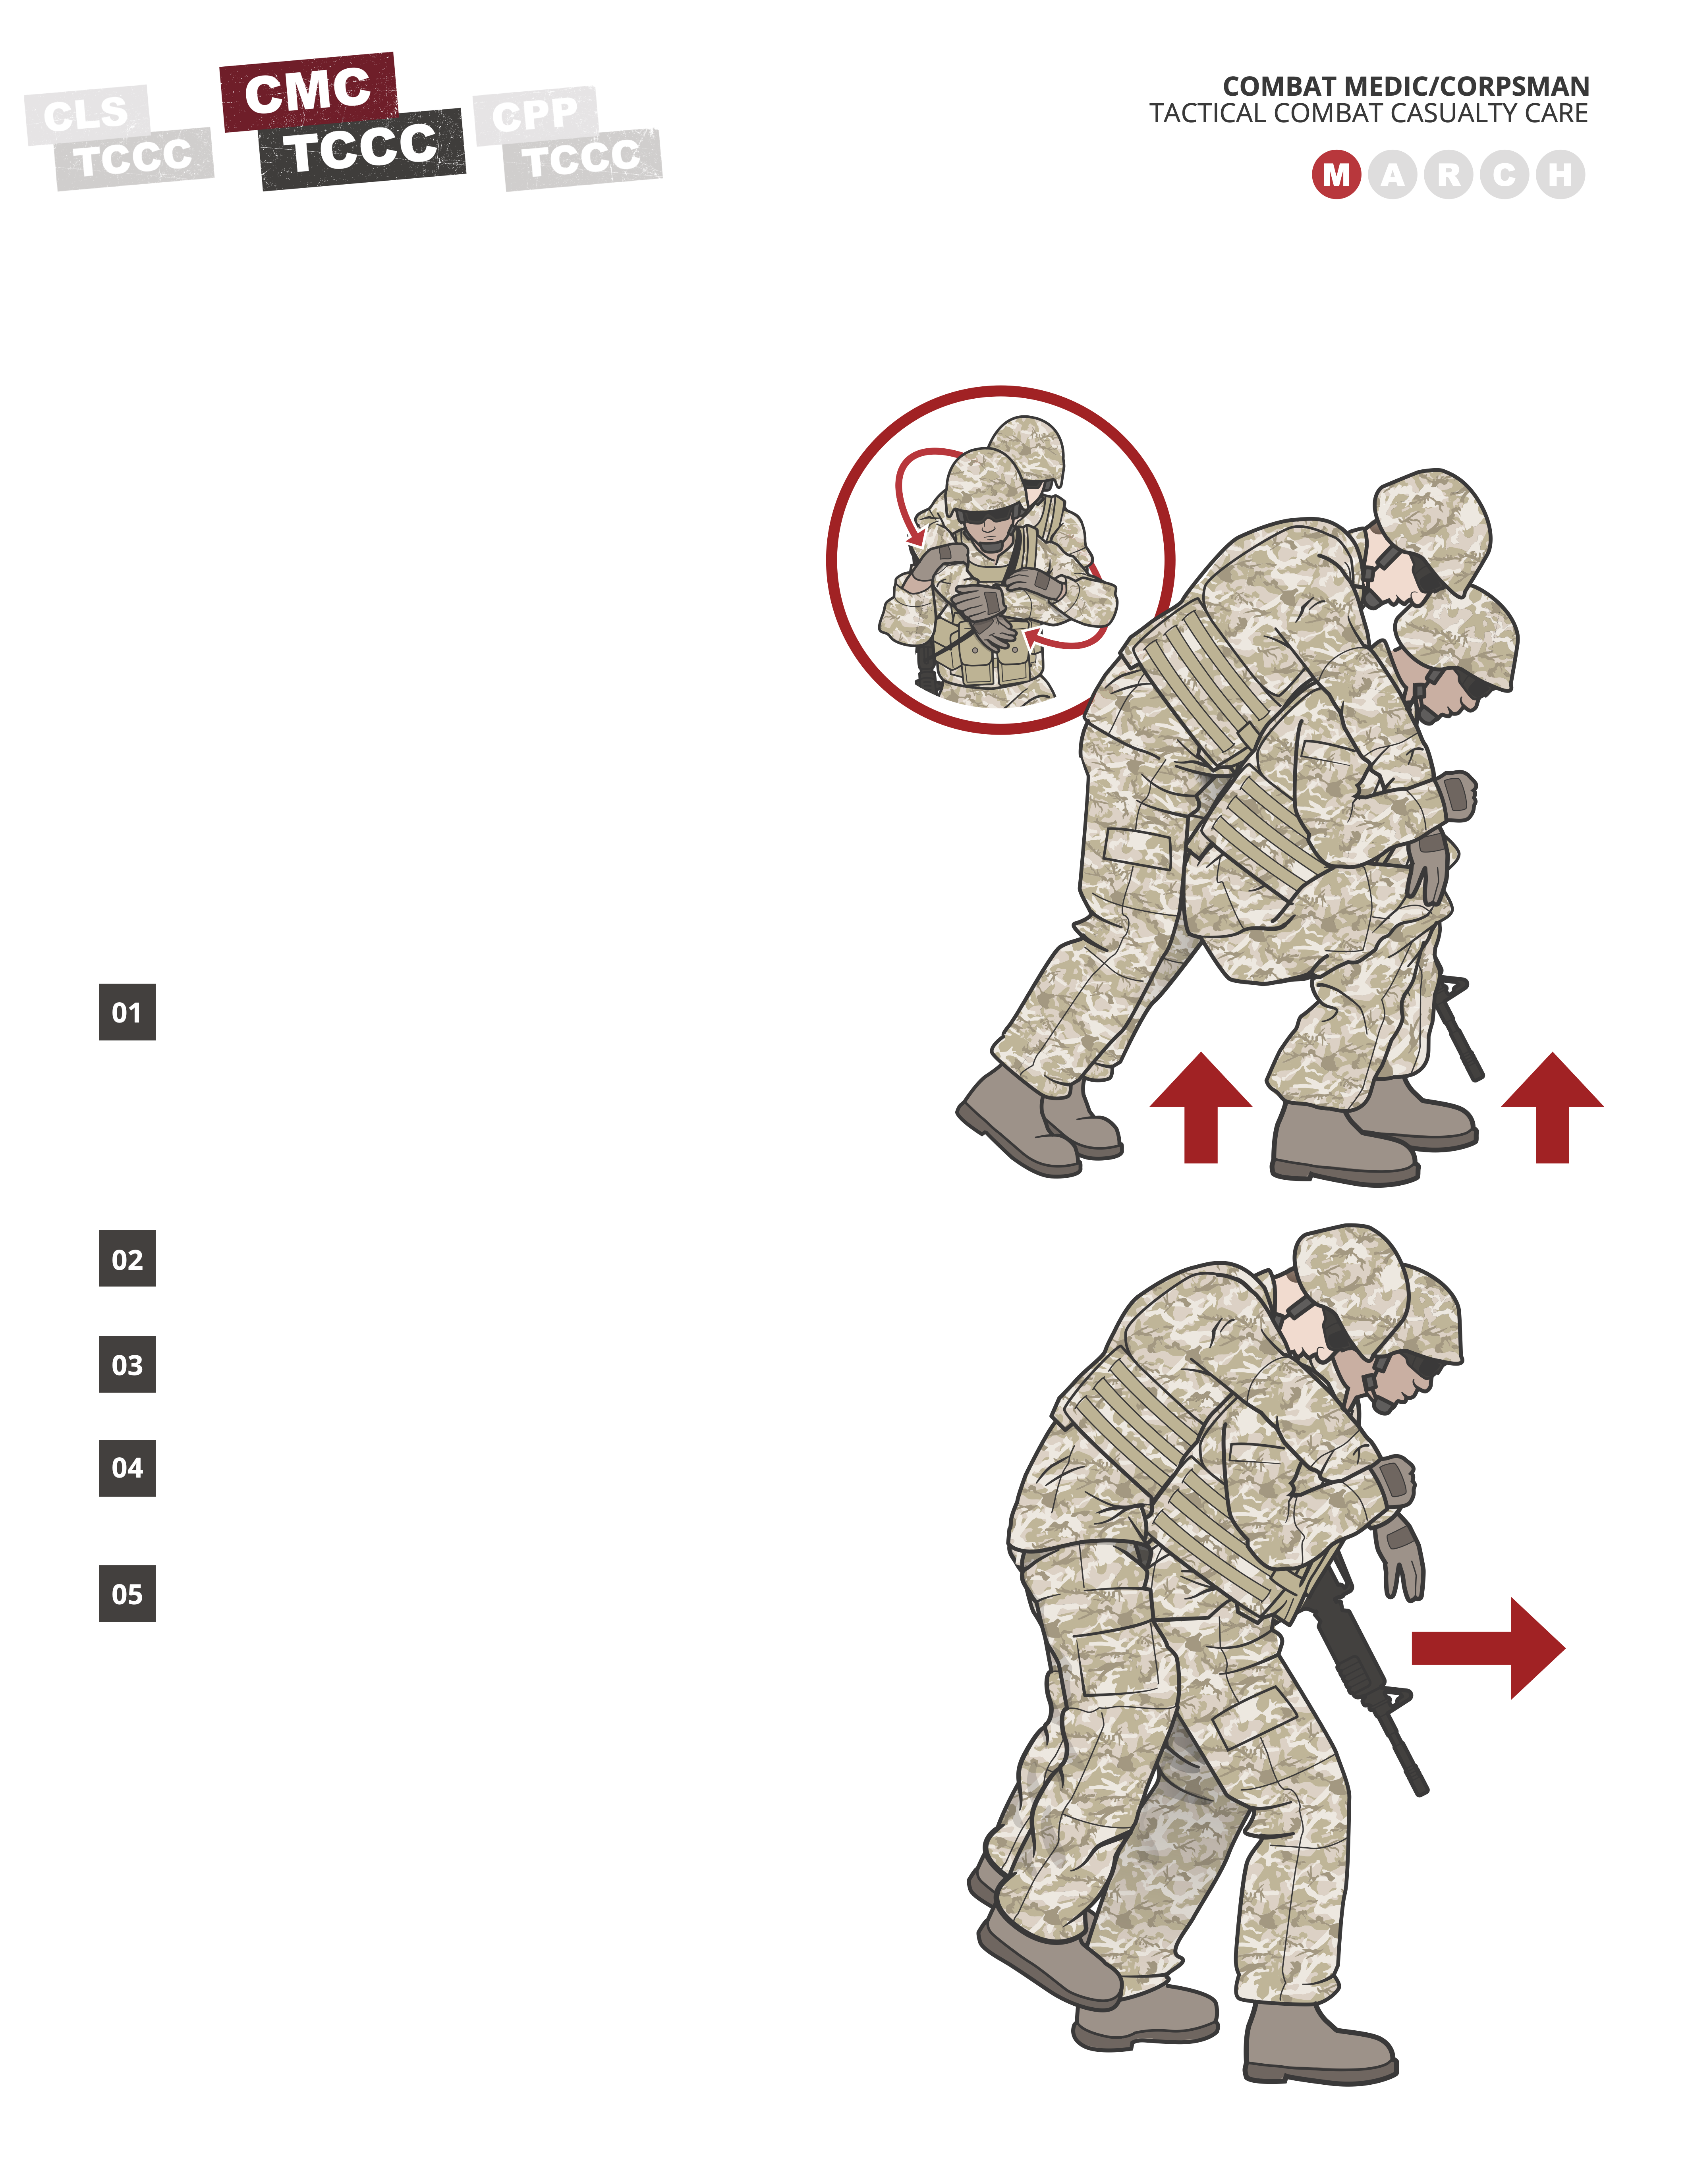 CLS
TCCC
CMC
TCCC
CPP
TCCC
COMBAT MEDIC/CORPSMAN
TACTICAL COMBAT CASUALTY CARE
M A R C H
01
02
03
04
05